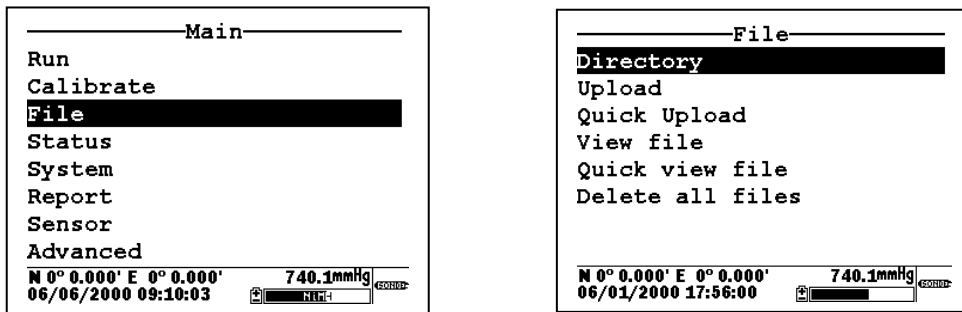 Main
Run
Calibrate
File
Status
System
Report
Sensor
Advanced
N 0° 0.000' E 0° 0.000' 740.1mmHg
06/06/2000 09:10:03 NiMH
File
Directory
Upload
Quick Upload
View file
Quick view file
Delete all files
N 0° 0.000' E 0° 0.000' 740.1mmHg
06/01/2000 17:56:00